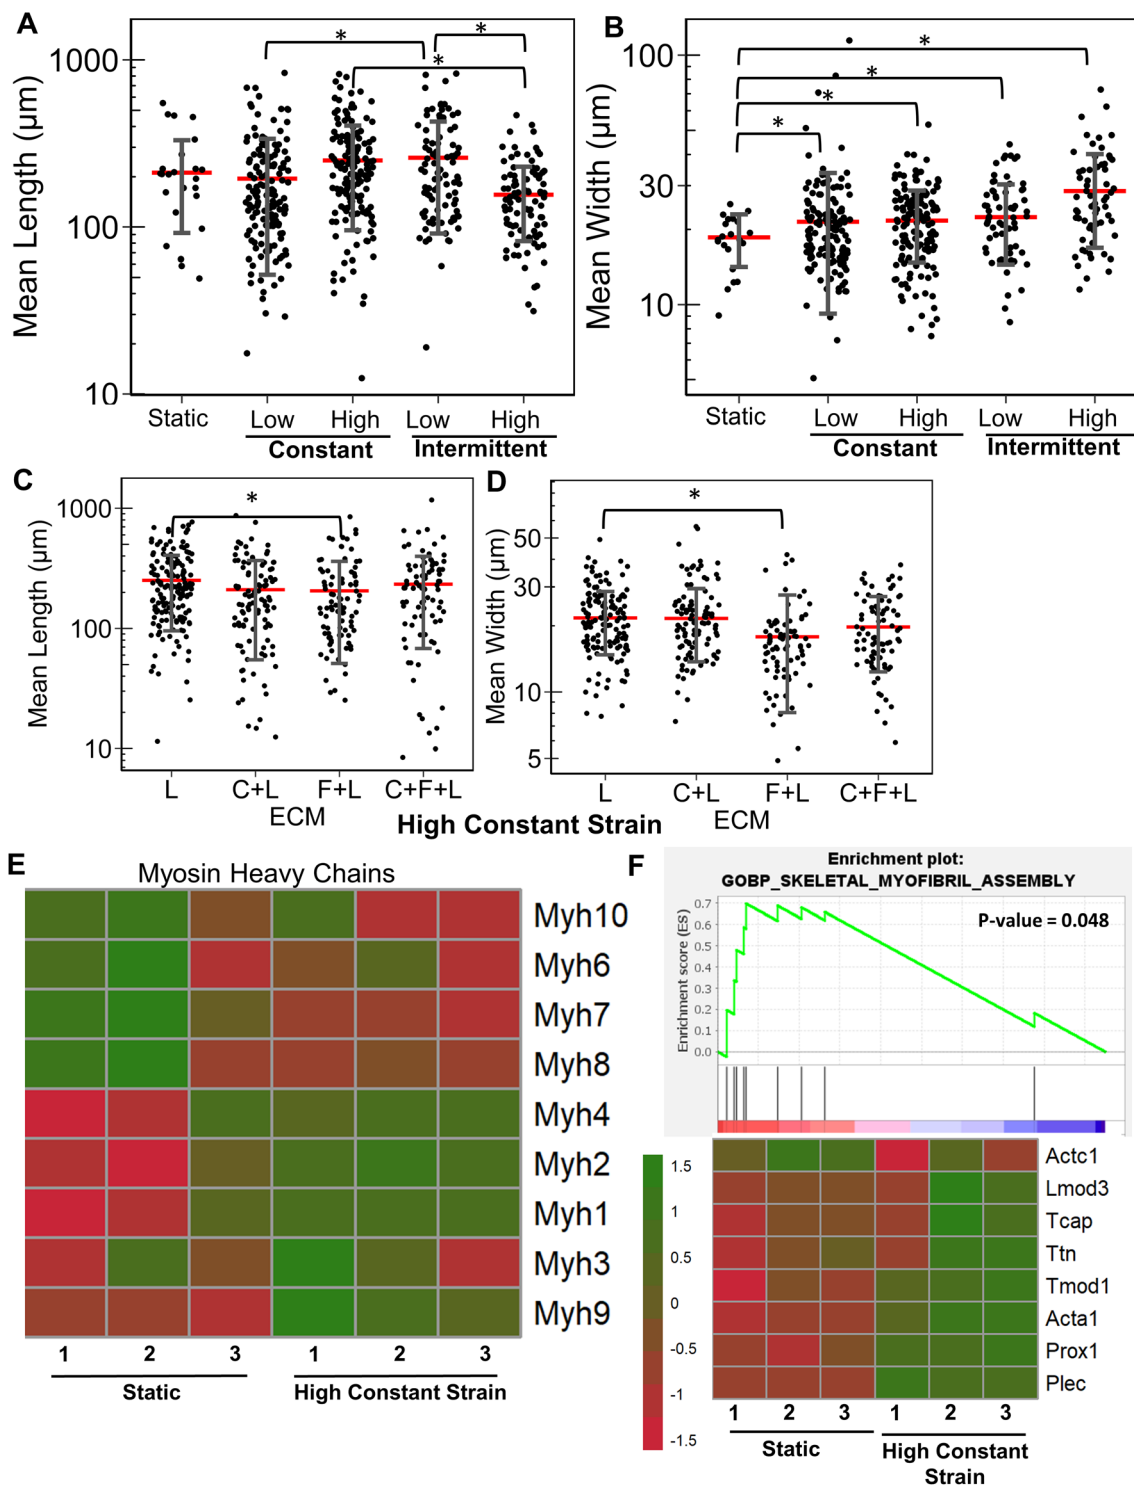 A
Mean Length (µm)
1000
100
10
*
*
*
Static
Low
High
Low
High
Constant
Intermittent
B
Mean Width (µm)
100
30
10
*
*
*
*
Static
Low
High
Low
High
Constant
Intermittent
C
Mean Length (µm)
1000
100
10
*
L
C+L
F+L
C+F+L
ECM
D
Mean Width (µm)
50
30
10
5
*
L
C+L
F+L
C+F+L
ECM
High Constant Strain
E
Myosin Heavy Chains
Myh10
Myh6
Myh7
Myh8
Myh4
Myh2
Myh1
Myh3
Myh9
1 2 3 1 2 3
Static
High Constant Strain
F
Enrichment plot:
GOBP_SKELETAL_MYOFIBRIL_ASSEMBLY
P-value = 0.048
Enrichment score (ES)
0.7
0.6
0.5
0.4
0.3
0.2
0.1
0.0
1.5
1
0.5
0
-0.5
-1
-1.5
Actc1
Lmod3
Tcap
Ttn
Tmod1
Acta1
Prox1
Plec
1 2 3 1 2 3
Static
High Constant
Strain